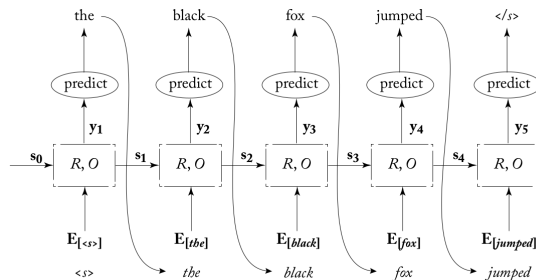 the black fox jumped </s>
predict predict predict predict predict
y1 y2 y3 y4 y5
s0 R, O s1 R, O s2 R, O s3 R, O s4 R, O
E[<s>] E[the] E[black] E[fox] E[jumped]
<s> the black fox jumped